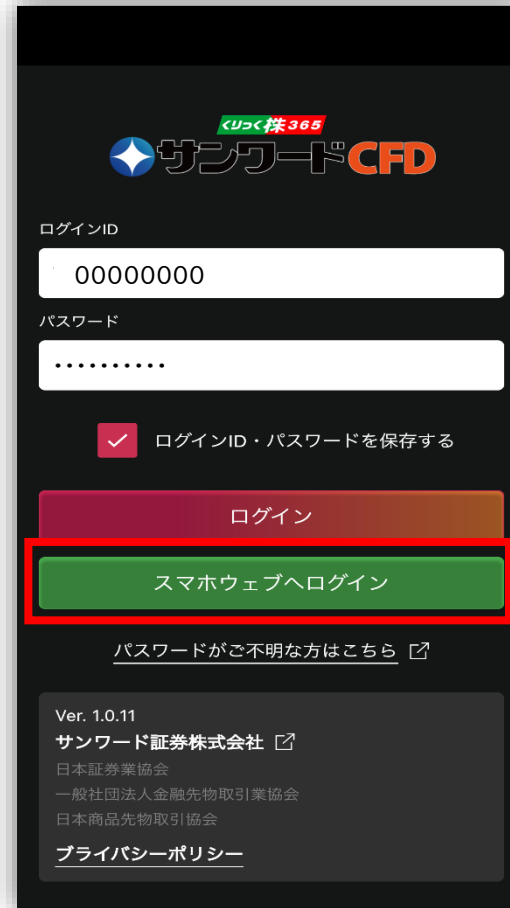 くりっく株365
サンワードCFD
ログインID
00000000
パスワード
••••••••••
ログインID・パスワードを保存する
ログイン
スマホウェブへログイン
パスワードがご不明な方はこちら
Ver. 1.0.11
サンワード証券株式会社
日本証券業協会
一般社団法人金融先物取引業協会
日本商品先物取引協会
プライバシーポリシー